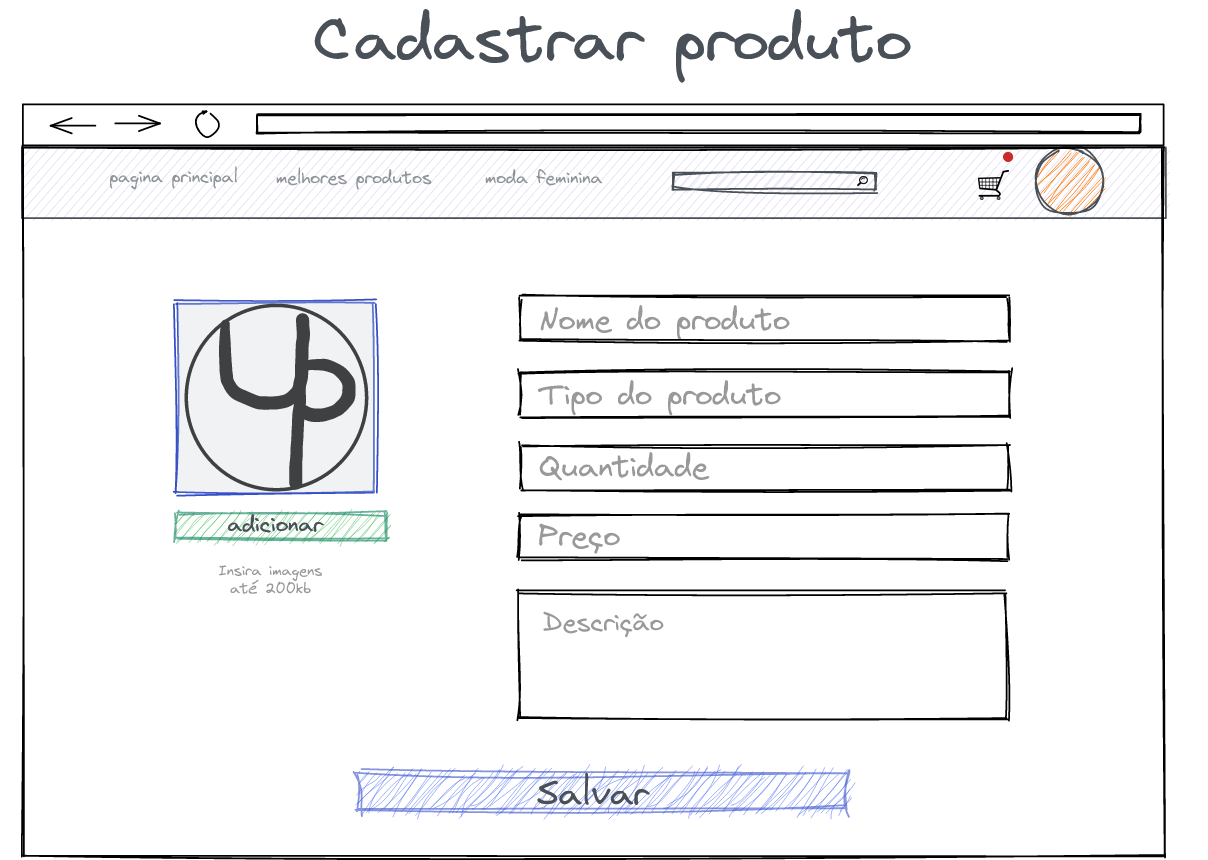 Cadastrar produto
pagina principal melhores produtos moda feminina
up
Nome do produto
Tipo do produto
Quantidade
Preço
Descrição
adicionar
Insira imagens
até 200kb
Salvar